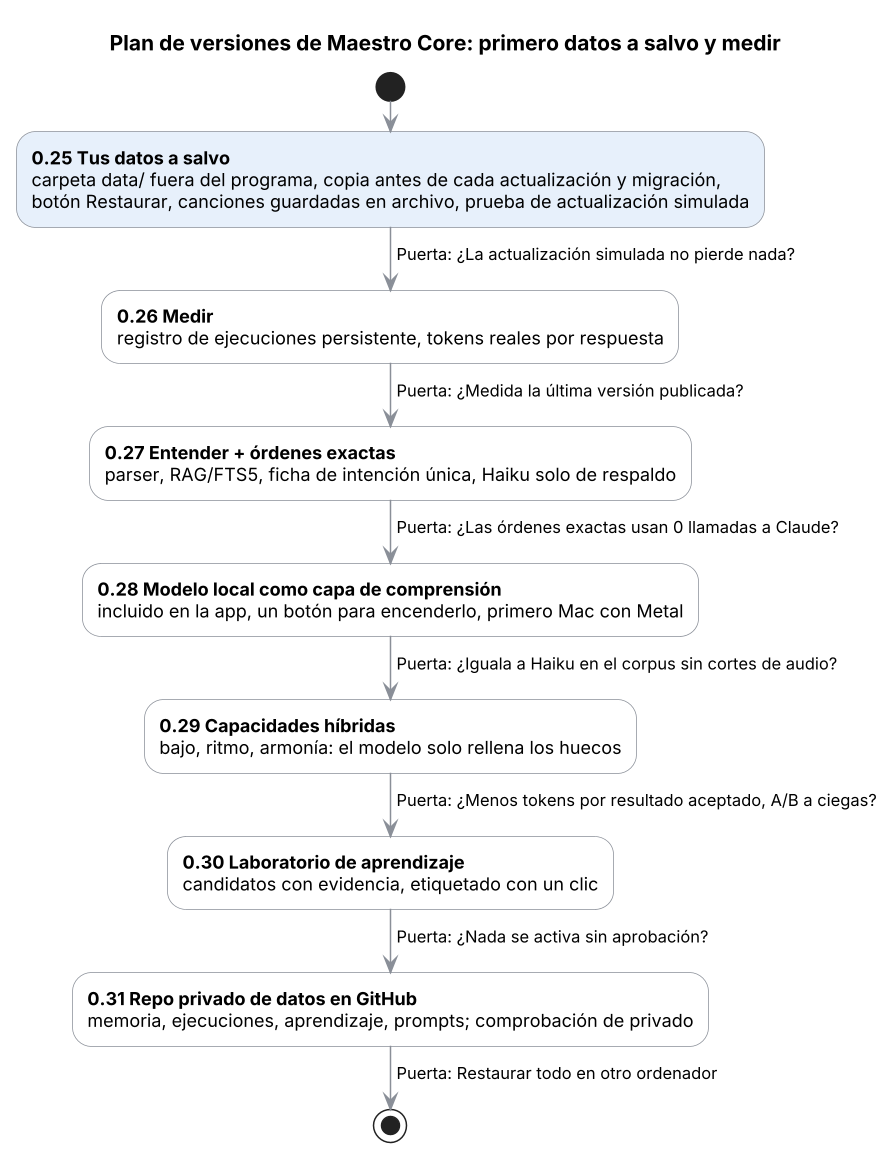 Plan de versiones de Maestro Core: primero datos a salvo y medir
0.25 Tus datos a salvo
carpeta data/ fuera del programa, copia antes de cada actualización y migración,
botón Restaurar, canciones guardadas en archivo, prueba de actualización simulada
Puerta: ¿La actualización simulada no pierde nada?
0.26 Medir
registro de ejecuciones persistente, tokens reales por respuesta
Puerta: ¿Medida la última versión publicada?
0.27 Entender + órdenes exactas
parser, RAG/FTS5, ficha de intención única, Haiku solo de respaldo
Puerta: ¿Las órdenes exactas usan 0 llamadas a Claude?
0.28 Modelo local como capa de comprensión
incluido en la app, un botón para encenderlo, primero Mac con Metal
Puerta: ¿Iguala a Haiku en el corpus sin cortes de audio?
0.29 Capacidades híbridas
bajo, ritmo, armonía: el modelo solo rellena los huecos
Puerta: ¿Menos tokens por resultado aceptado, A/B a ciegas?
0.30 Laboratorio de aprendizaje
candidatos con evidencia, etiquetado con un clic
Puerta: ¿Nada se activa sin aprobación?
0.31 Repo privado de datos en GitHub
memoria, ejecuciones, aprendizaje, prompts; comprobación de privado
Puerta: Restaurar todo en otro ordenador